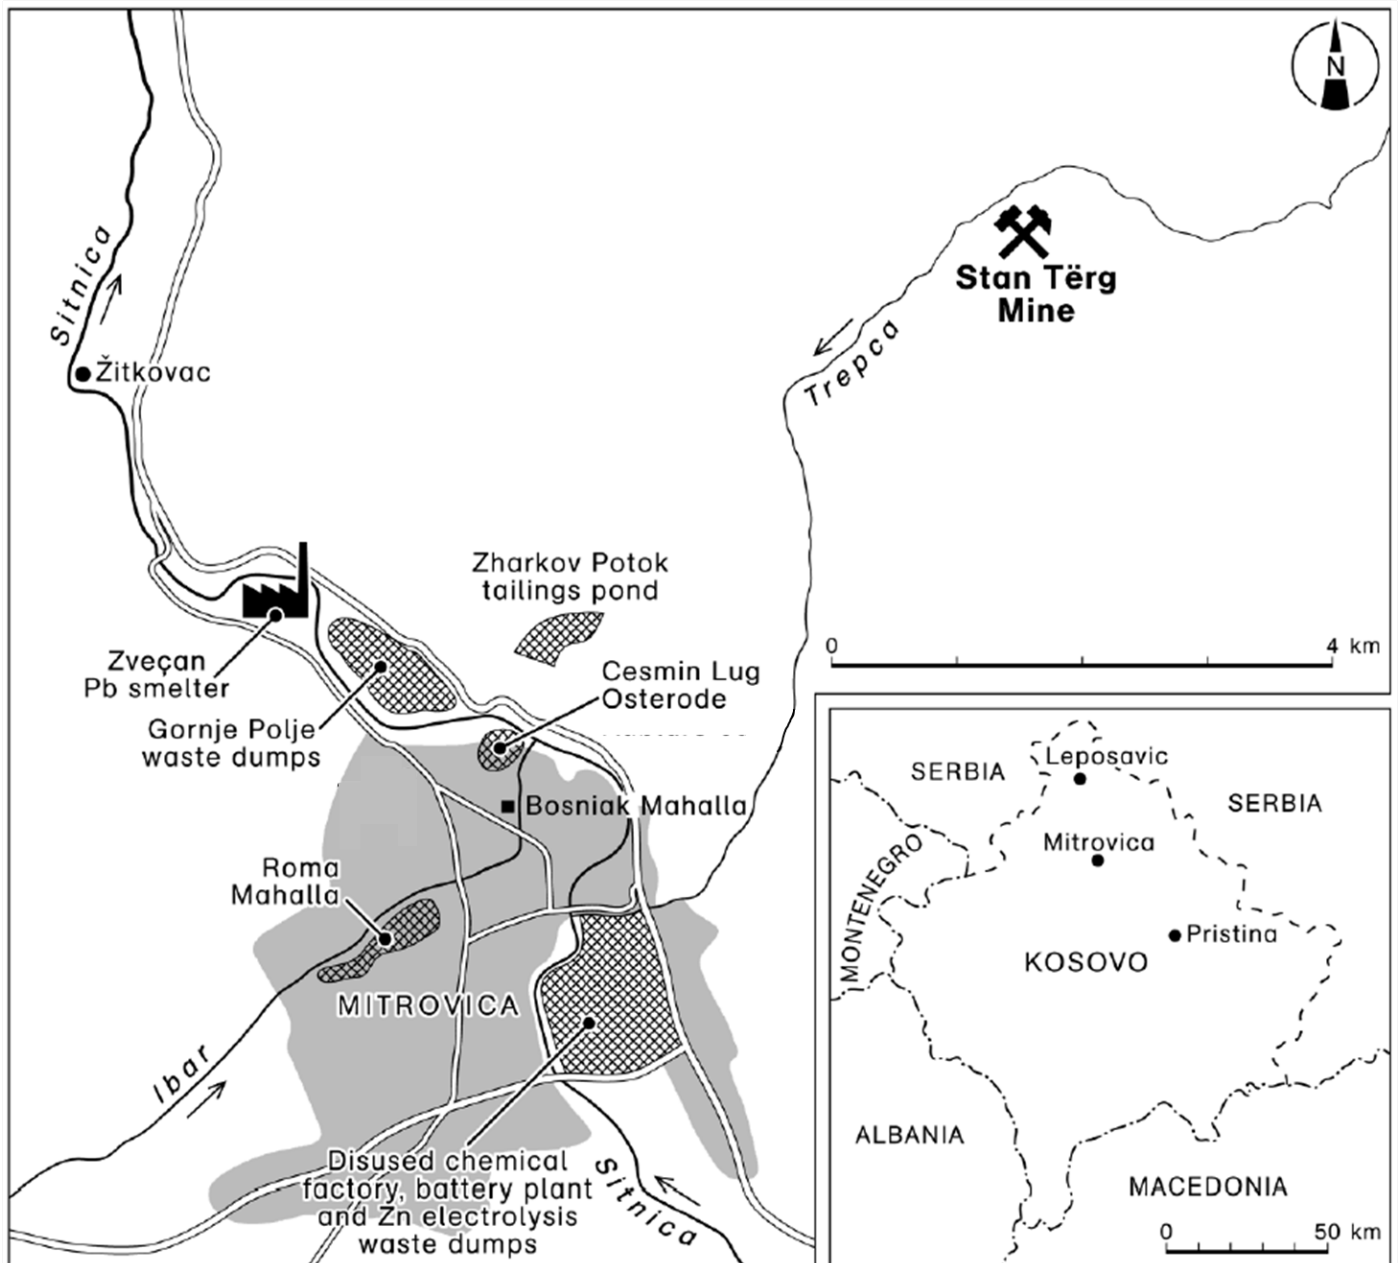 N
Stan Tërg
Mine
Sitnica
Trepca
Žitkovac
Zharkov Potok
tailings pond
0 4 km
Zveçan
Pb smelter
Cesmin Lug
Osterode
Gornje Polje
waste dumps
Bosniak Mahalla
Roma
Mahalla
MITROVICA
Ibar
Disused chemical
factory, battery plant
and Zn electrolysis
waste dumps
Sitnica
Leposavic
SERBIA
SERBIA
Mitrovica
MONTENEGRO
Pristina
KOSOVO
ALBANIA
MACEDONIA
0 50 km